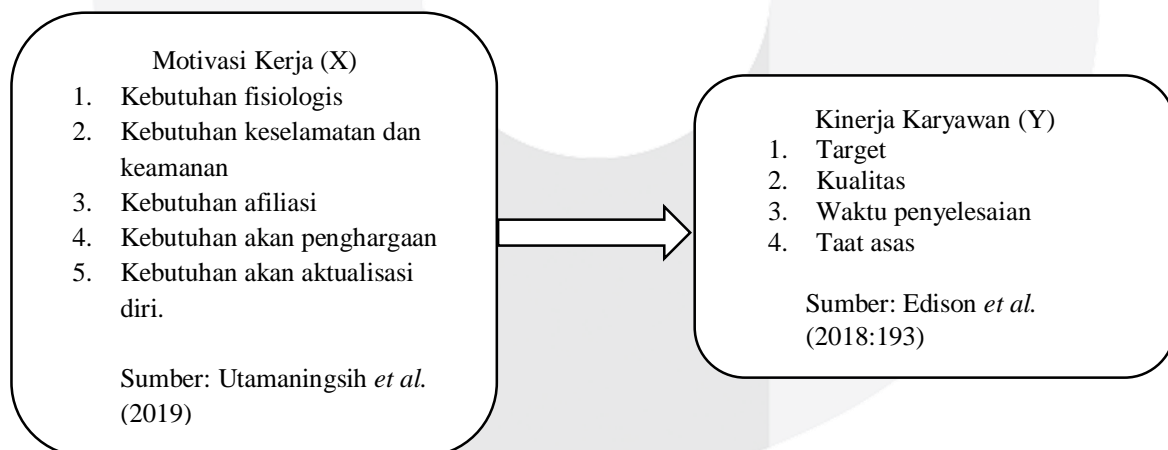 Motivasi Kerja (X)
1. Kebutuhan fisiologis
2. Kebutuhan keselamatan dan
keamanan
3. Kebutuhan afiliasi
4. Kebutuhan akan penghargaan
5. Kebutuhan akan aktualisasi
diri.
Sumber: Utamaningsih et al.
(2019)
Kinerja Karyawan (Y)
1. Target
2. Kualitas
3. Waktu penyelesaian
4. Taat asas
Sumber: Edison et al.
(2018:193)